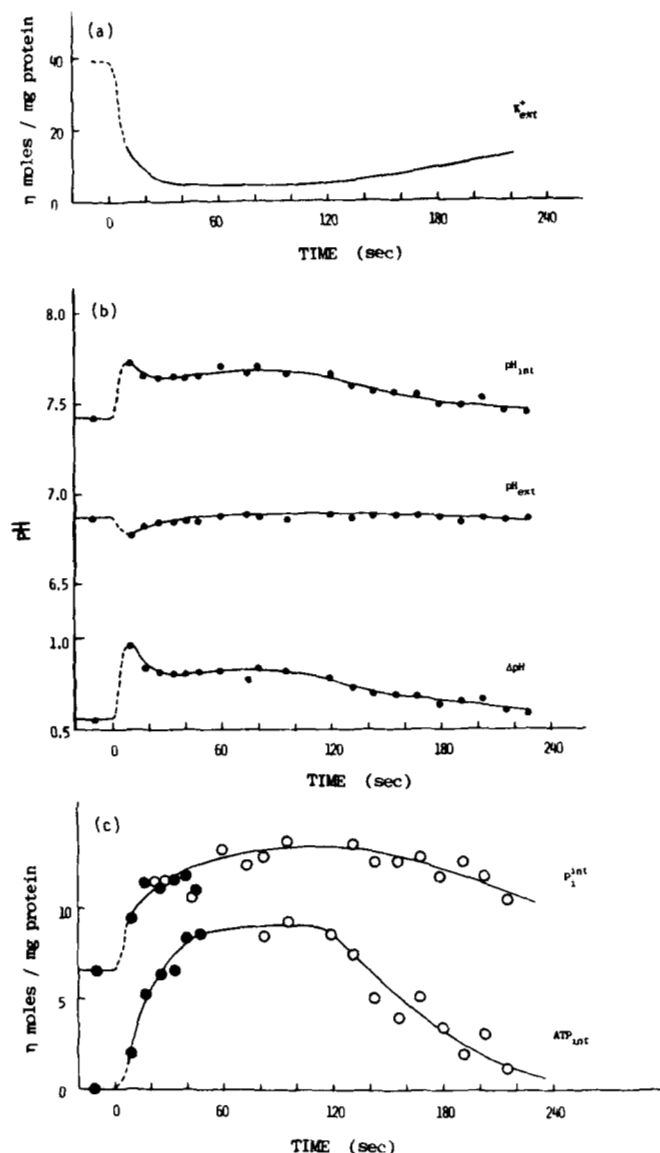 (a)
η moles / mg protein
40
20
0
K+ext
0 60 120 180 240
TIME (sec)
(b)
pH
8.0
7.5
7.0
6.5
1.0
0.5
pHint
pHext
ΔpH
0 60 120 180 240
TIME (sec)
(c)
η moles / mg protein
10
5
0
Piint
ATPint
0 60 120 180 240
TIME (sec)